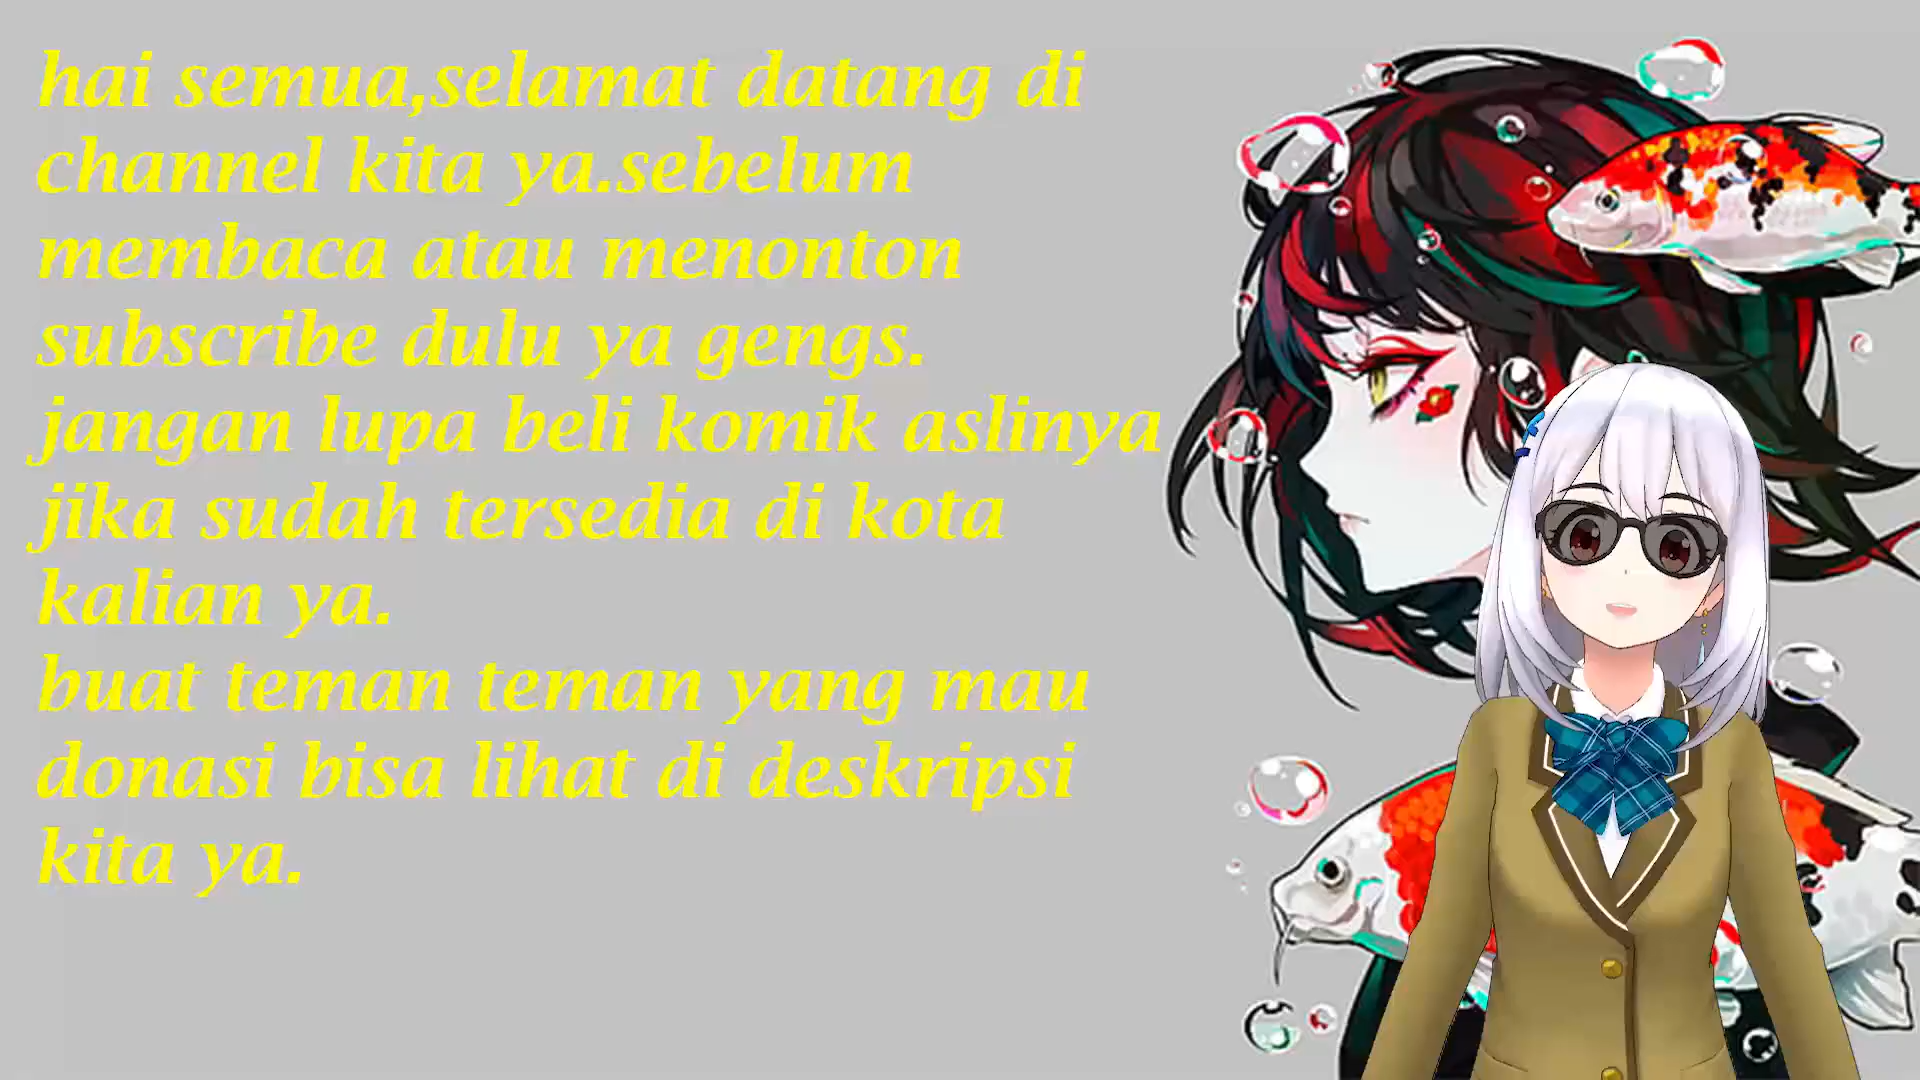 hai semua,selamat datang di
channel kita ya.sebelum
membaca atau menonton
subscribe dulu ya gengs.
jangan lupa beli komik aslinya
jika sudah tersedia di kota
kalian ya.
buat teman teman yang mau
donasi bisa lihat di deskripsi
kita ya.